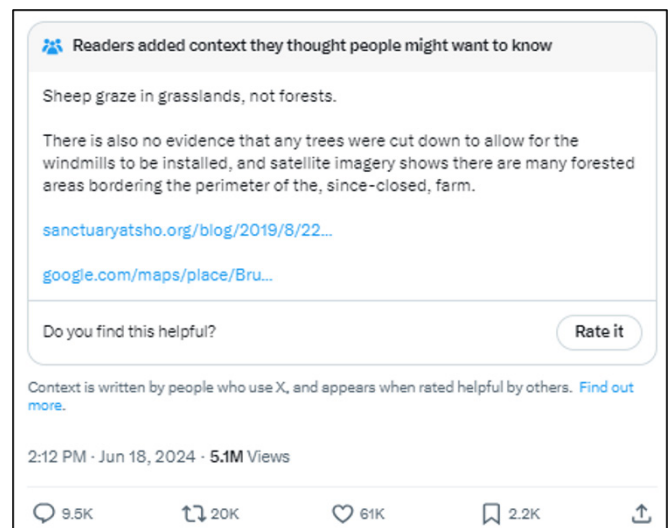 Readers added context they thought people might want to know
Sheep graze in grasslands, not forests.
There is also no evidence that any trees were cut down to allow for the
windmills to be installed, and satellite imagery shows there are many forested
areas bordering the perimeter of the, since-closed, farm.
sanctuaryatsho.org/blog/2019/8/22...
google.com/maps/place/Bru...
Do you find this helpful?
Rate it
Context is written by people who use X, and appears when rated helpful by others. Find out
more.
2:12 PM · Jun 18, 2024 · 5.1M Views
9.5K 20K 61K 2.2K